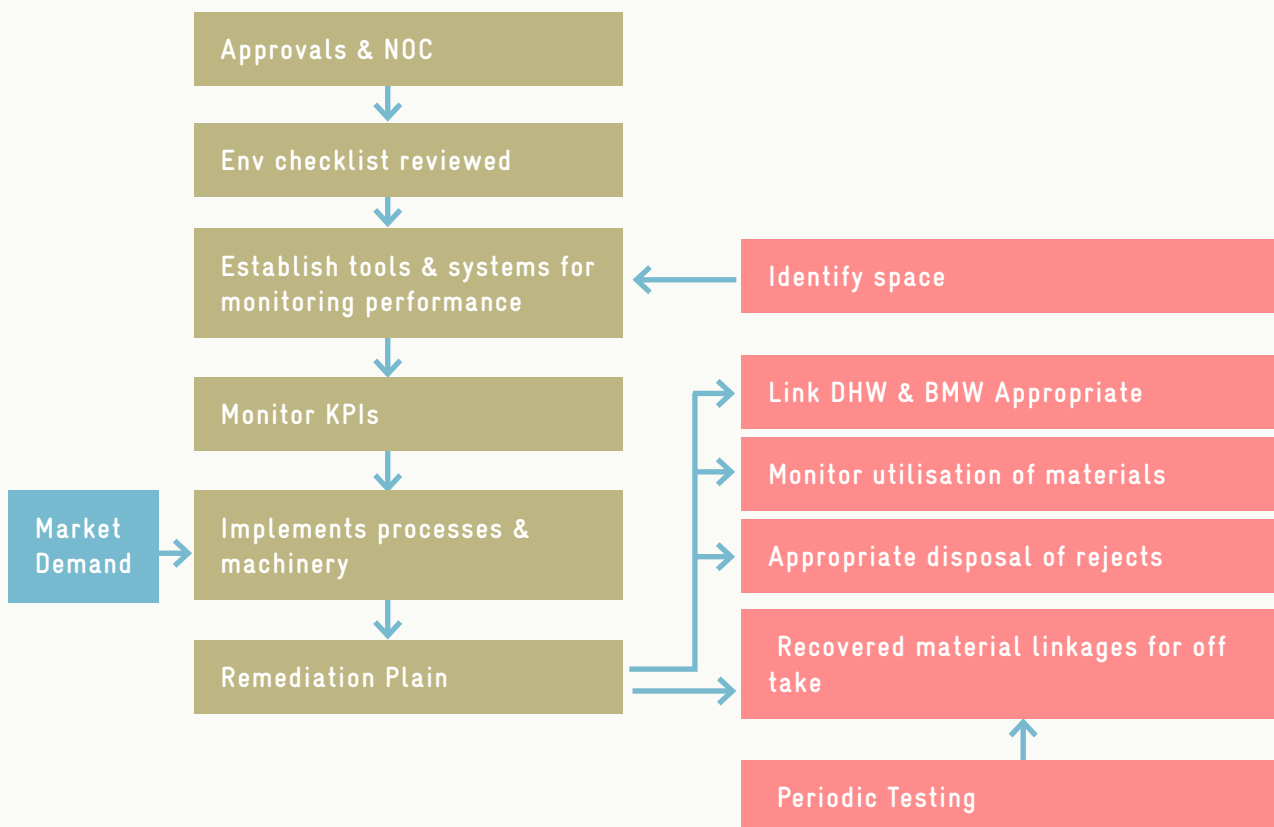 Approvals & NOC
Env checklist reviewed
Establish tools & systems for
monitoring performance
Identify space
Link DHW & BMW Appropriate
Monitor KPIs
Monitor utilisation of materials
Market
Demand
Implements processes &
machinery
Appropriate disposal of rejects
Remediation Plain
Recovered material linkages for off
take
Periodic Testing